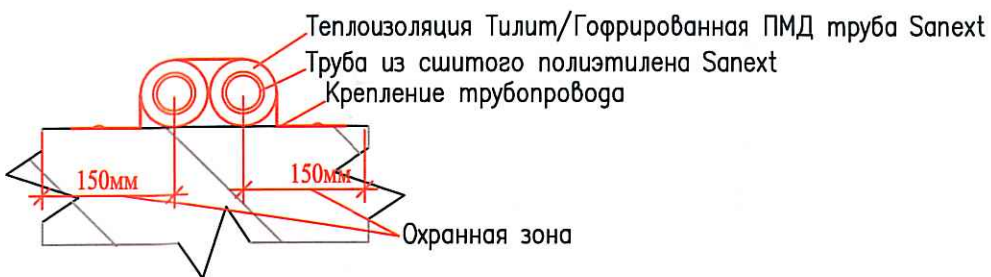 Теплоизоляция Тилит/Гофрированная ПМД труба Sanext
Труба из сшитого полиэтилена Sanext
Крепление трубопровода
150мм
150мм
Охранная зона